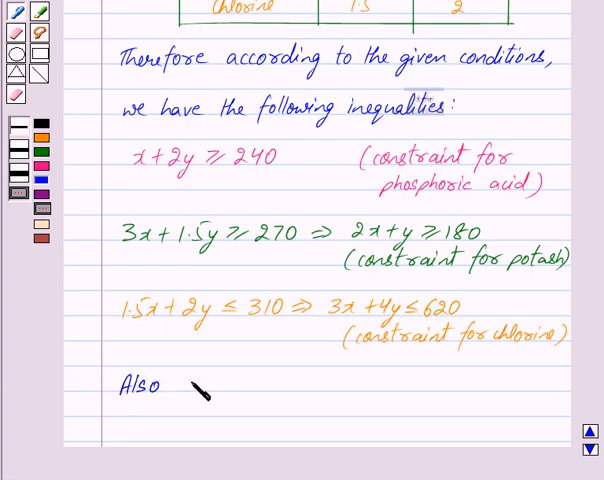 Chlorine 1.5 2
Therefore according to the given conditions,
we have the following inequalities:
x + 2y ≥ 240 (constraint for
phosphoric acid)
3x + 1.5y ≥ 270 ⇒ 2x + y ≥ 180
(constraint for potash)
1.5x + 2y ≤ 310 ⇒ 3x + 4y ≤ 620
(constraint for chlorine)
Also